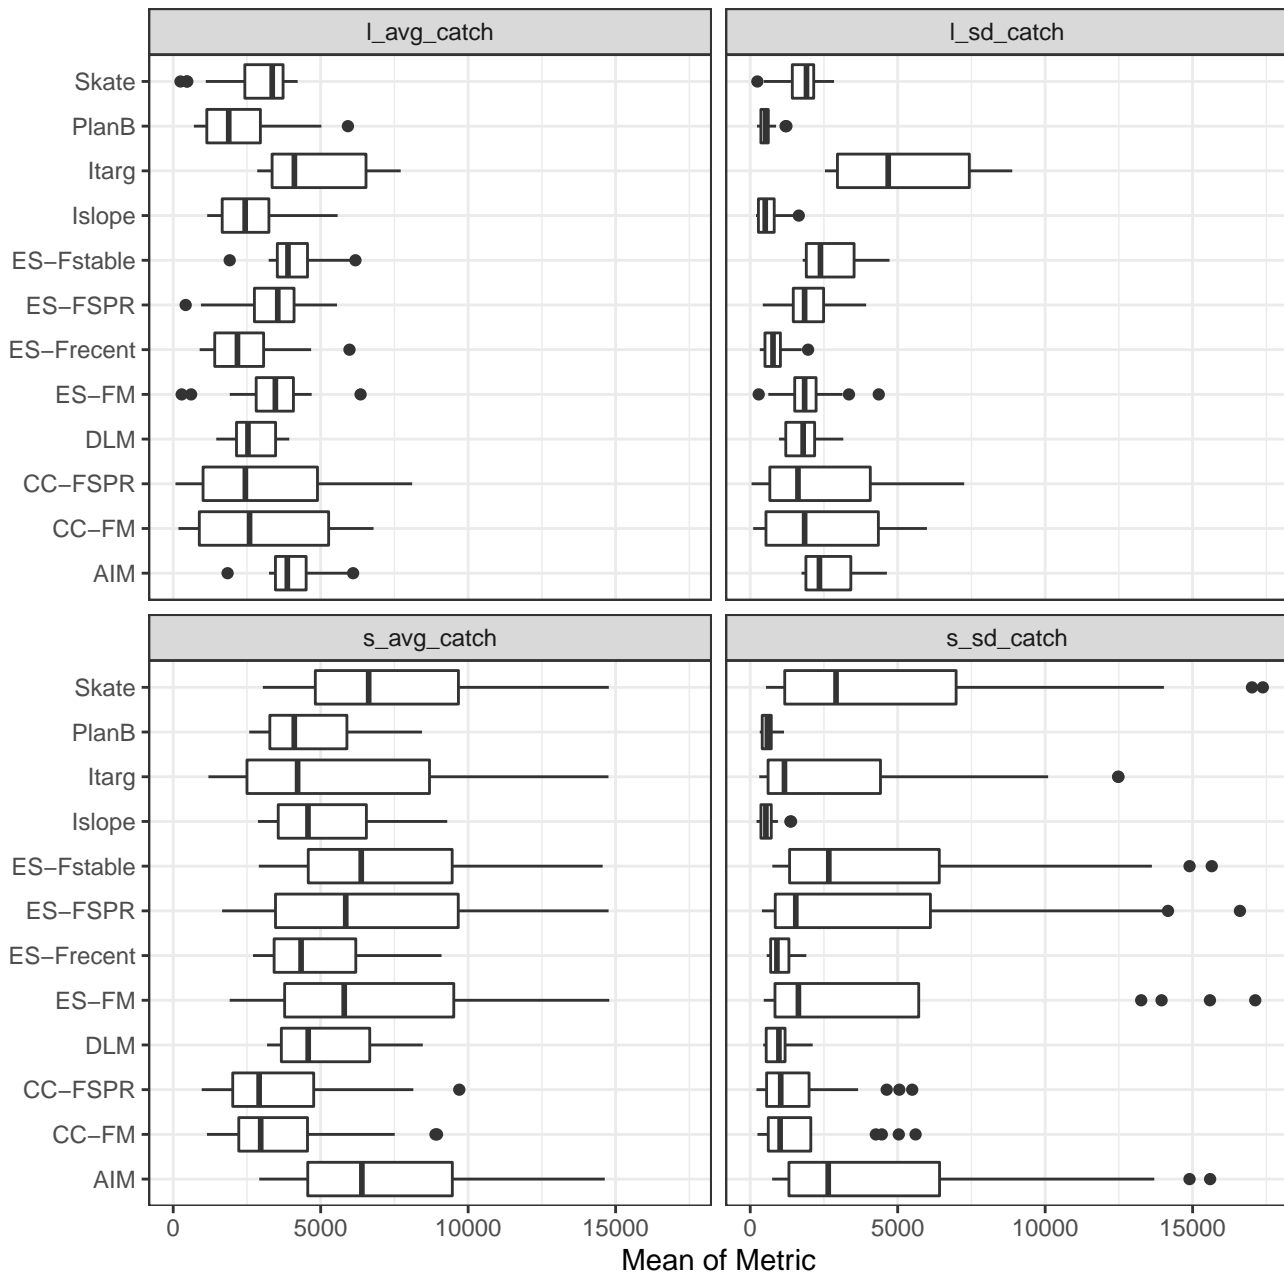 l_avg_catch
l_sd_catch
Skate
PlanB
Itarg
Islope
ES−Fstable
ES−FSPR
ES−Frecent
ES−FM
DLM
CC−FSPR
CC−FM
AIM
s_avg_catch
s_sd_catch
Skate
PlanB
Itarg
Islope
ES−Fstable
ES−FSPR
ES−Frecent
ES−FM
DLM
CC−FSPR
CC−FM
AIM
0 5000 10000 15000
0 5000 10000 15000
Mean of Metric